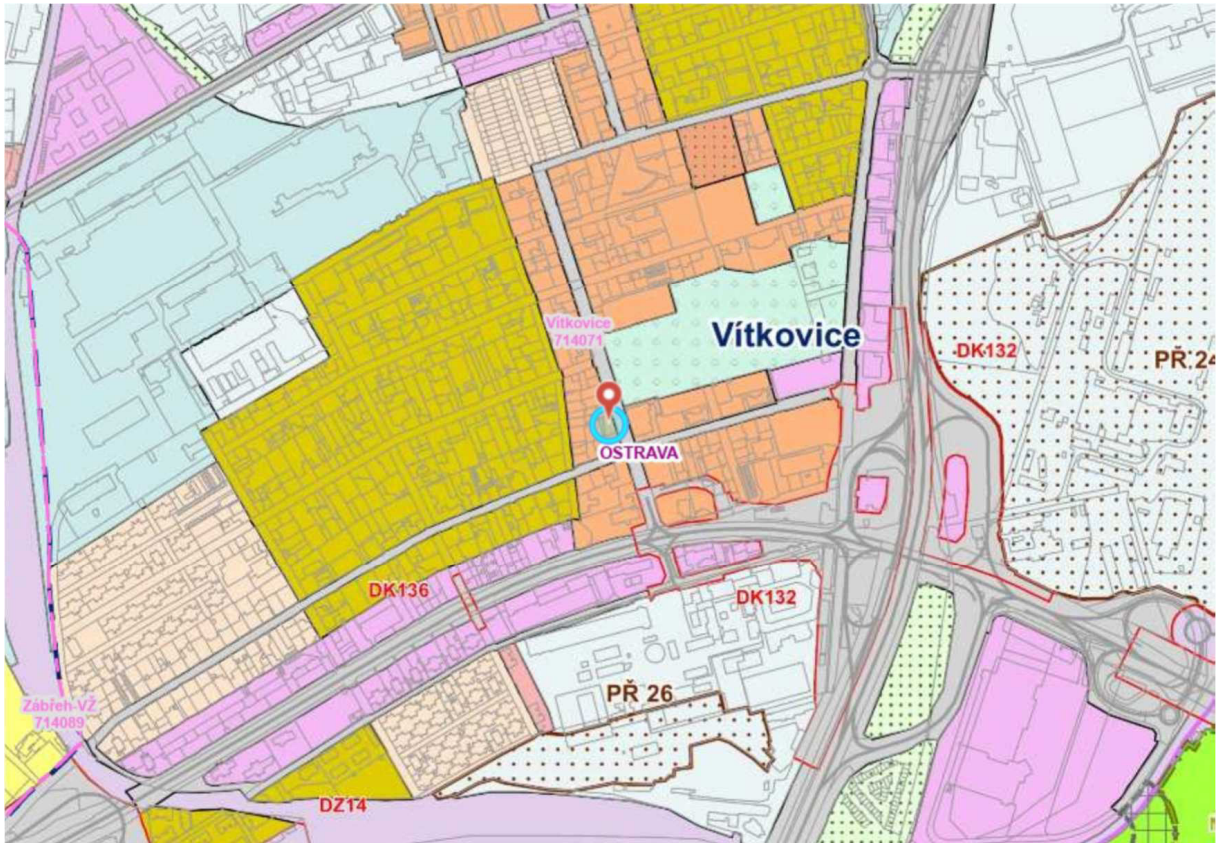 Vítkovice
714071
Vítkovice
DK132
PŘ 24
OSTRAVA
DK136
DK132
PŘ 26
Zábřeh-VŽ
714089
DZ14